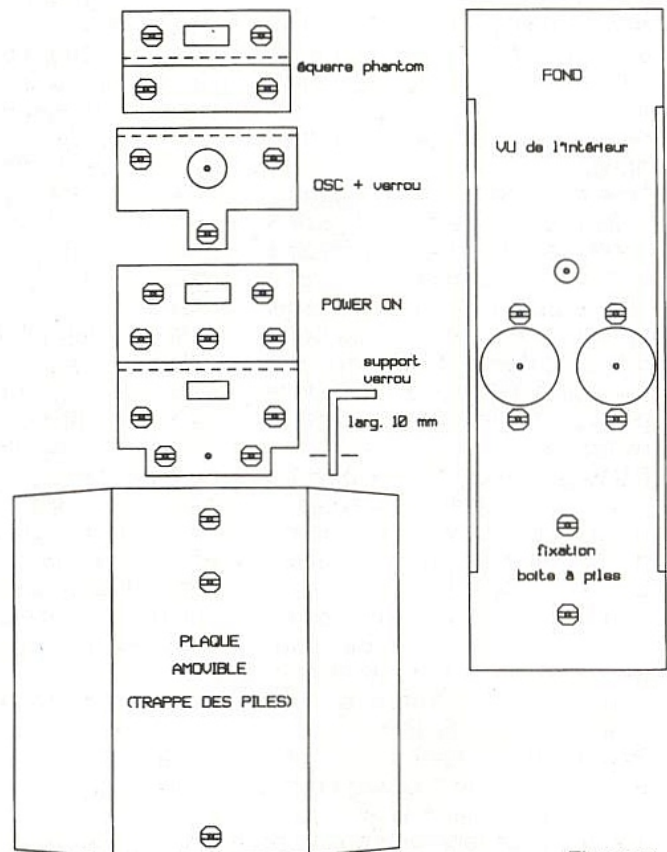 équerre phantom
OSC + verrou
POWER ON
support
verrou
larg. 10 mm
PLAQUE
AMOVIBLE
(TRAPPE DES PILES)
FOND
VU de l'intérieur
fixation
boite à piles